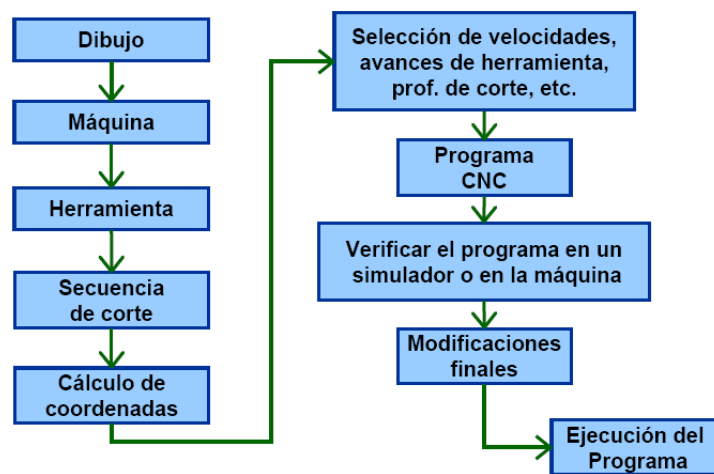 Dibujo
Máquina
Herramienta
Secuencia
de corte
Cálculo de
coordenadas
Selección de velocidades,
avances de herramienta,
prof. de corte, etc.
Programa
CNC
Verificar el programa en un
simulador o en la máquina
Modificaciones
finales
Ejecución del
Programa